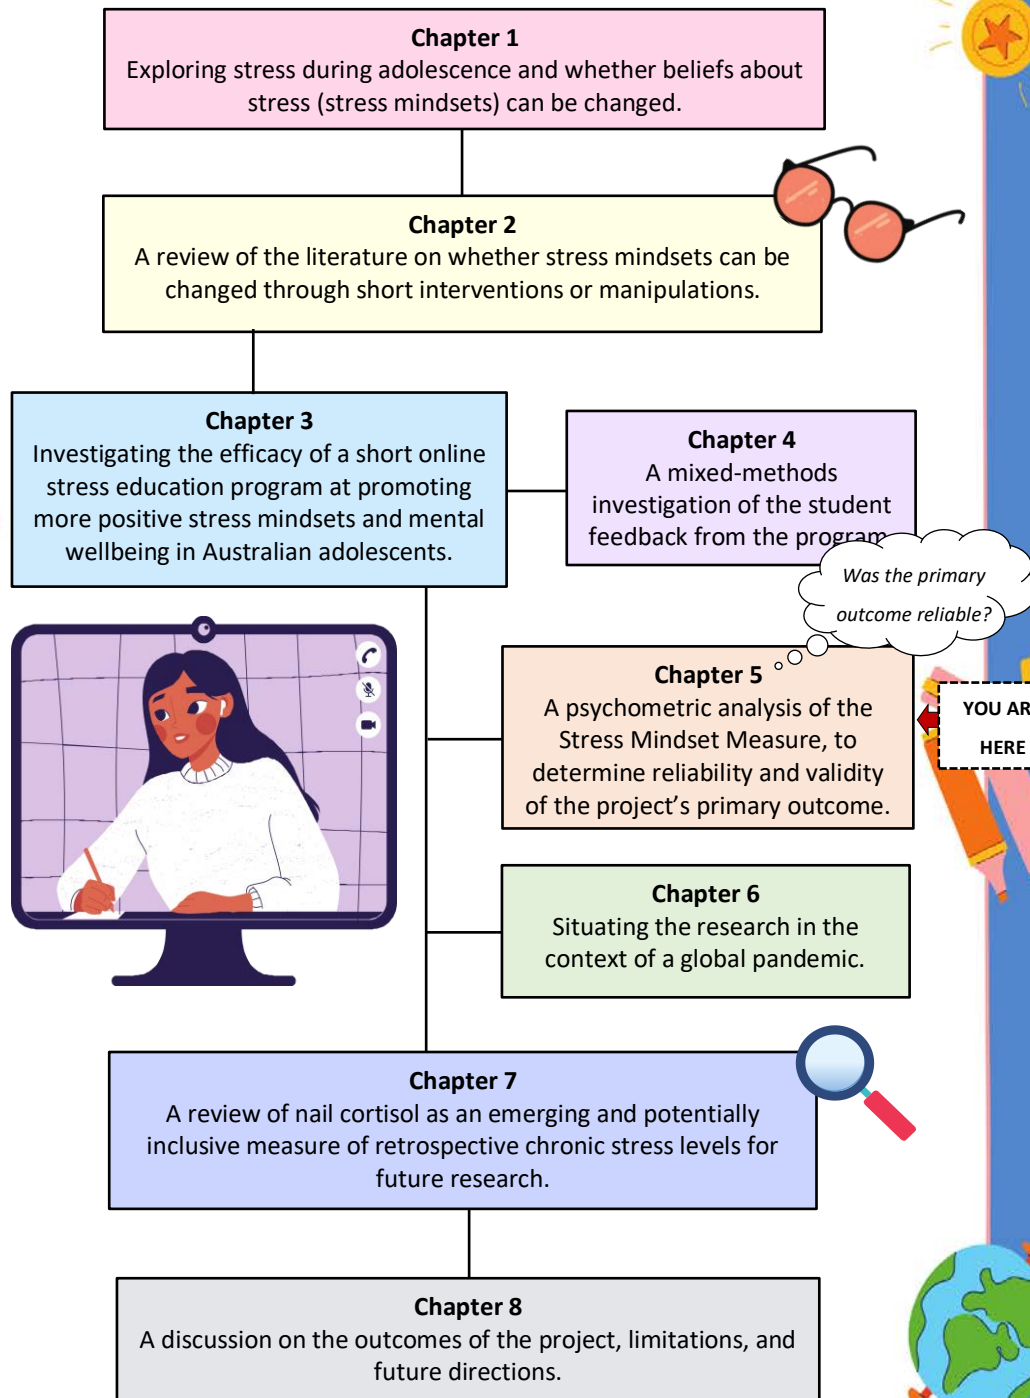 Chapter 1
Exploring stress during adolescence and whether beliefs about
stress (stress mindsets) can be changed.
Chapter 2
A review of the literature on whether stress mindsets can be
changed through short interventions or manipulations.
Chapter 3
Investigating the efficacy of a short online
stress education program at promoting
more positive stress mindsets and mental
wellbeing in Australian adolescents.
Chapter 4
A mixed-methods
investigation of the student
feedback from the program
Was the primary
outcome reliable?
Chapter 5
A psychometric analysis of the
Stress Mindset Measure, to
determine reliability and validity
of the project’s primary outcome.
YOU AR
HERE
Chapter 6
Situating the research in the
context of a global pandemic.
Chapter 7
A review of nail cortisol as an emerging and potentially
inclusive measure of retrospective chronic stress levels for
future research.
Chapter 8
A discussion on the outcomes of the project, limitations, and
future directions.